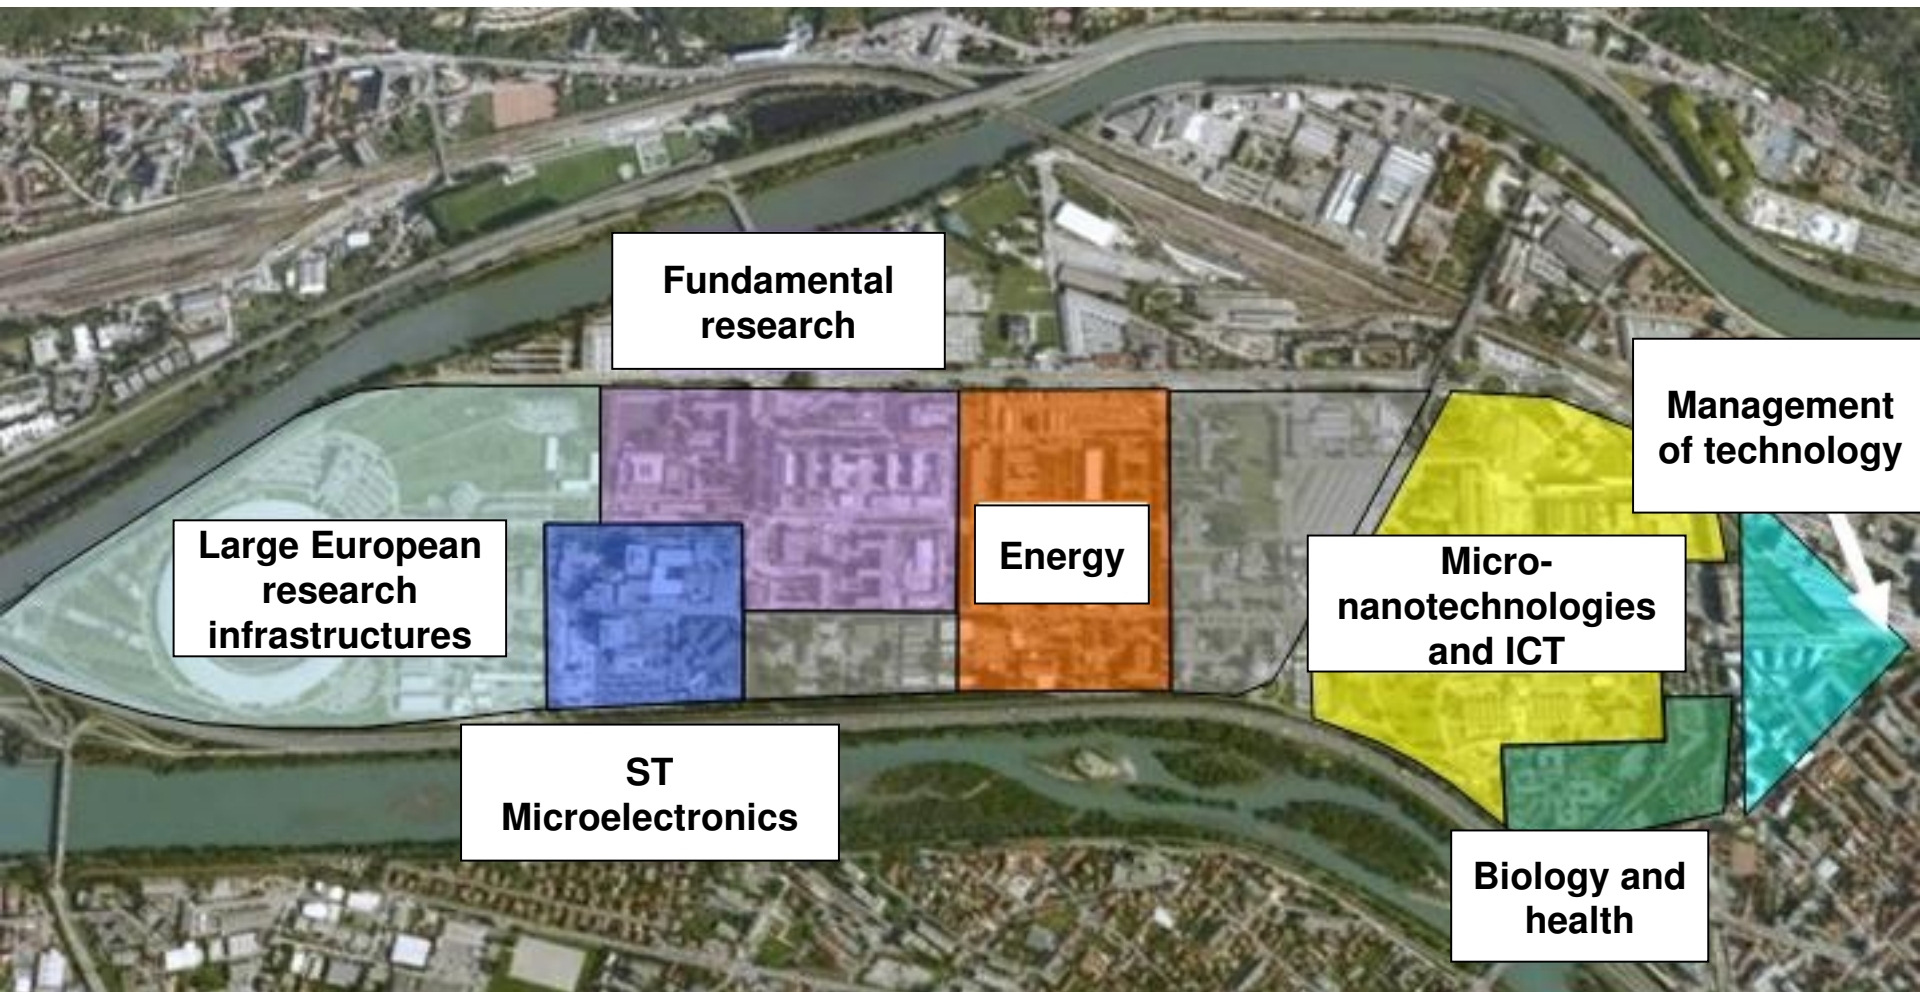 Fundamental
research
Management
of technology
Large European
research
infrastructures
Energy
Micro-
nanotechnologies
and ICT
ST
Microelectronics
Biology and
health